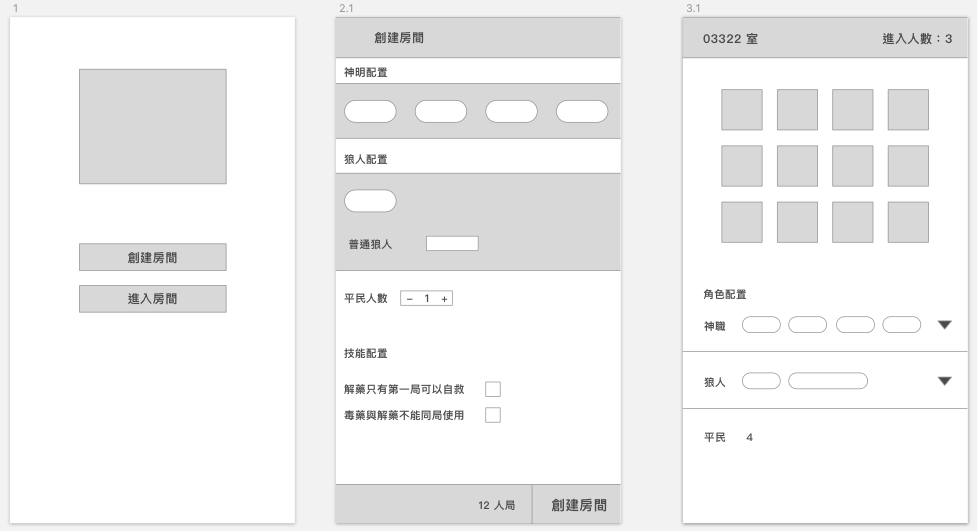 1
創建房間
進入房間
2.1
創建房間
神明配置
狼人配置
普通狼人
平民人數 − 1 +
技能配置
解藥只有第一局可以自救
毒藥與解藥不能同局使用
12 人局
創建房間
3.1
03322 室
進入人數：3
角色配置
神職
狼人
平民 4